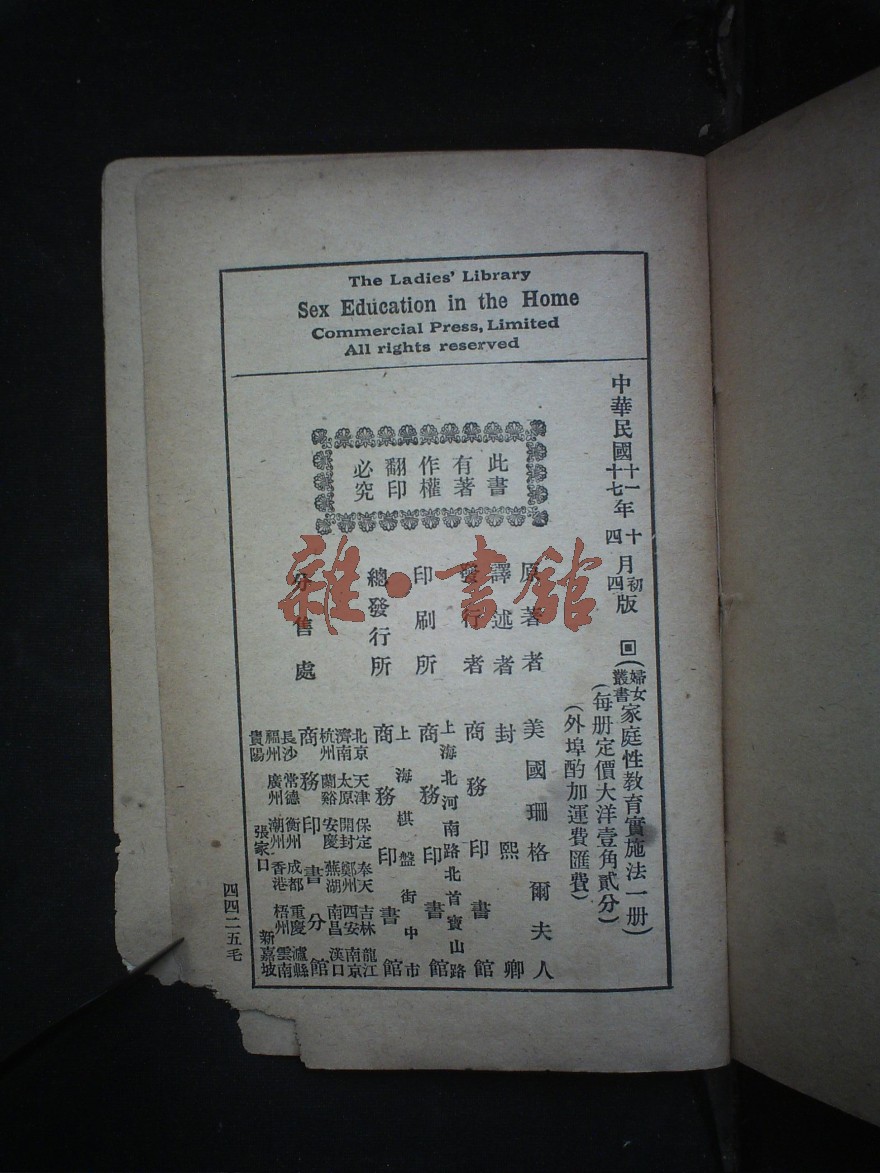 The Ladies' Library
Sex Education in the Home
Commercial Press, Limited
All rights reserved
中華民國十一年十月初版
十七年四月四版
回(婦女叢書家庭性教育實施法一册)
(每册定價大洋壹角貳分)
(外埠酌加運費匯費)
此書
有著
作權
翻印
必究
原著者 美國珊格爾夫人
譯述者 封熙卿
發行者 商務印書館
印刷所 上海北河南路北首寶山路
商務印書館
總發行所 上海棋盤街中市
商務印書館
分售處 北京 天津 保定 奉天 吉林 龍江
濟南 太原 開封 鄭州 西安 南京
杭州 蘭谿 安慶 蕪湖 南昌 漢口
商務印書分館
長沙 常德 衡州 成都 重慶 瀘縣
福州 廣州 潮州 香港 梧州 雲南
貴陽 張家口 新嘉坡
四四二五毛
雜·書館